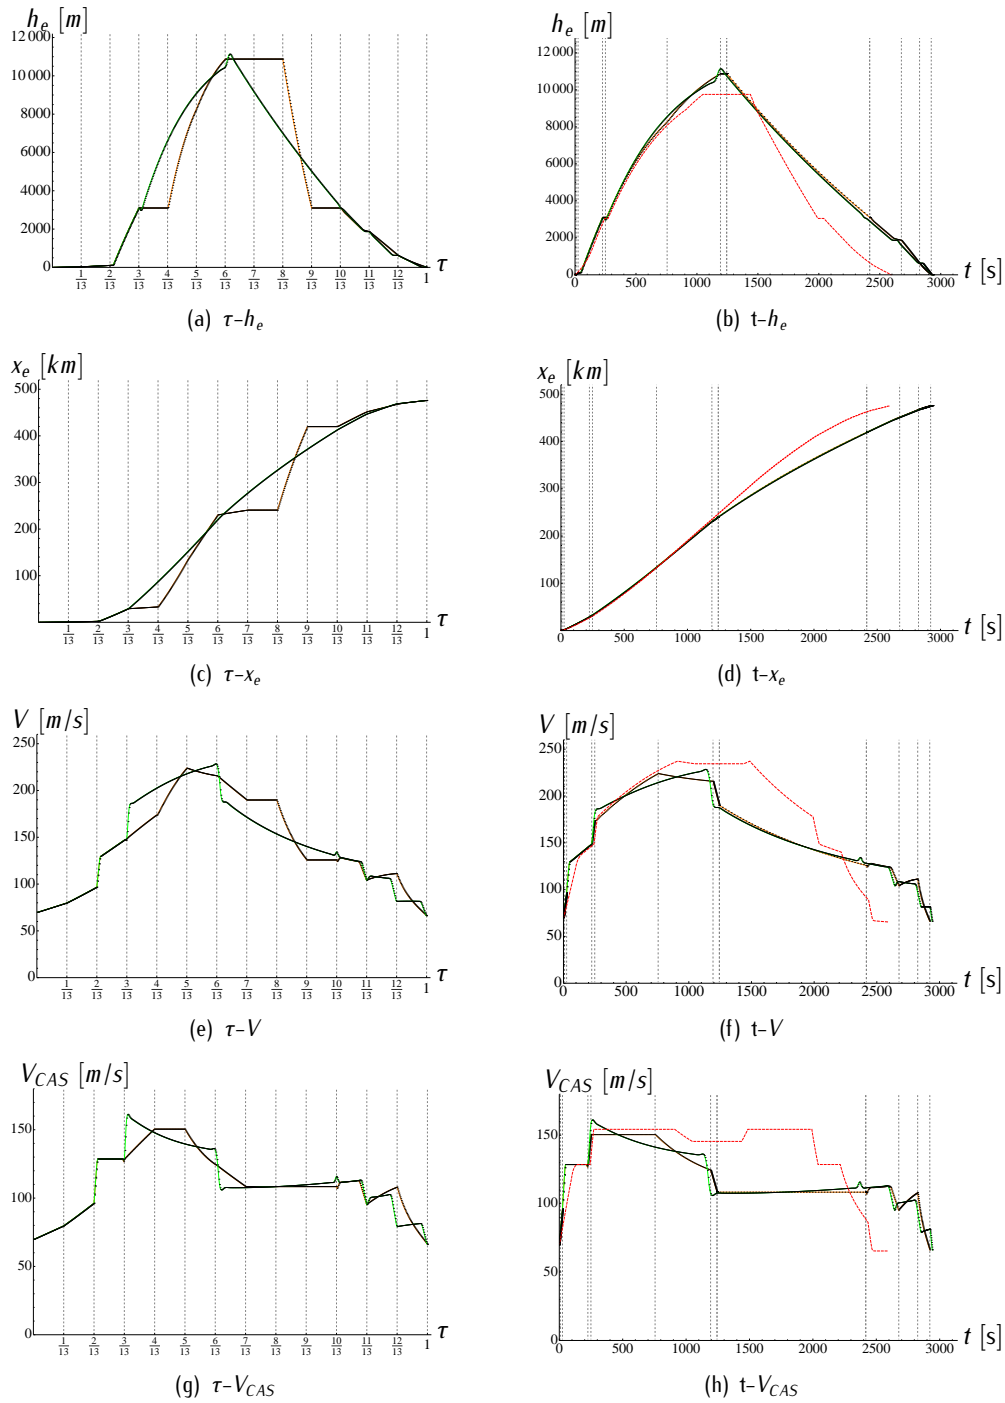 h_e [m]
12 000
10 000
8000
6000
4000
2000
0
1/13 2/13 3/13 4/13 5/13 6/13 7/13 8/13 9/13 10/13 11/13 12/13 1 τ
(a) τ–h_e
h_e [m]
12 000
10 000
8000
6000
4000
2000
0
0 500 1000 1500 2000 2500 3000 t [s]
(b) t–h_e
x_e [km]
500
400
300
200
100
1/13 2/13 3/13 4/13 5/13 6/13 7/13 8/13 9/13 10/13 11/13 12/13 1 τ
(c) τ–x_e
x_e [km]
500
400
300
200
100
0
0 500 1000 1500 2000 2500 3000 t [s]
(d) t–x_e
V [m/s]
250
200
150
100
50
0
1/13 2/13 3/13 4/13 5/13 6/13 7/13 8/13 9/13 10/13 11/13 12/13 1 τ
(e) τ–V
V [m/s]
250
200
150
100
50
0
0 500 1000 1500 2000 2500 3000 t [s]
(f) t–V
V_CAS [m/s]
150
100
50
0
1/13 2/13 3/13 4/13 5/13 6/13 7/13 8/13 9/13 10/13 11/13 12/13 1 τ
(g) τ–V_CAS
V_CAS [m/s]
150
100
50
0
0 500 1000 1500 2000 2500 3000 t [s]
(h) t–V_CAS